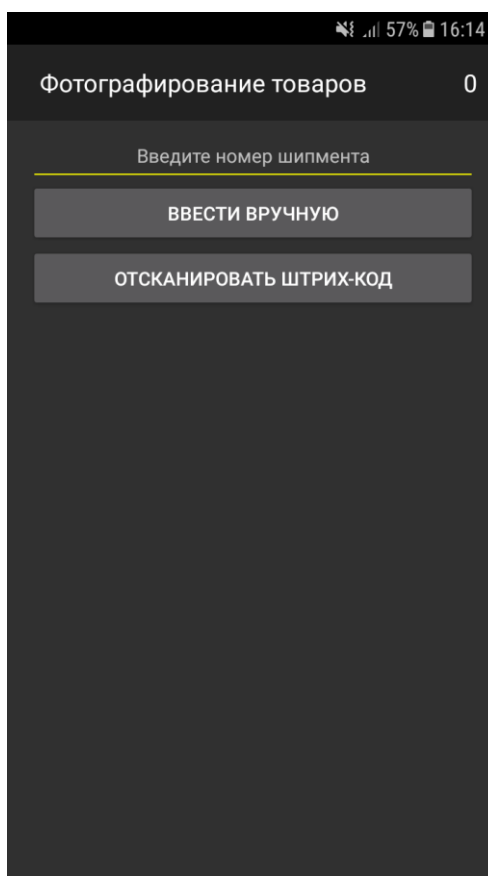 57% 16:14
Фотографирование товаров 0
Введите номер шипмента
ВВЕСТИ ВРУЧНУЮ
ОТСКАНИРОВАТЬ ШТРИХ-КОД